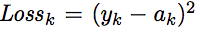 Loss_k = (y_k − a_k)^2